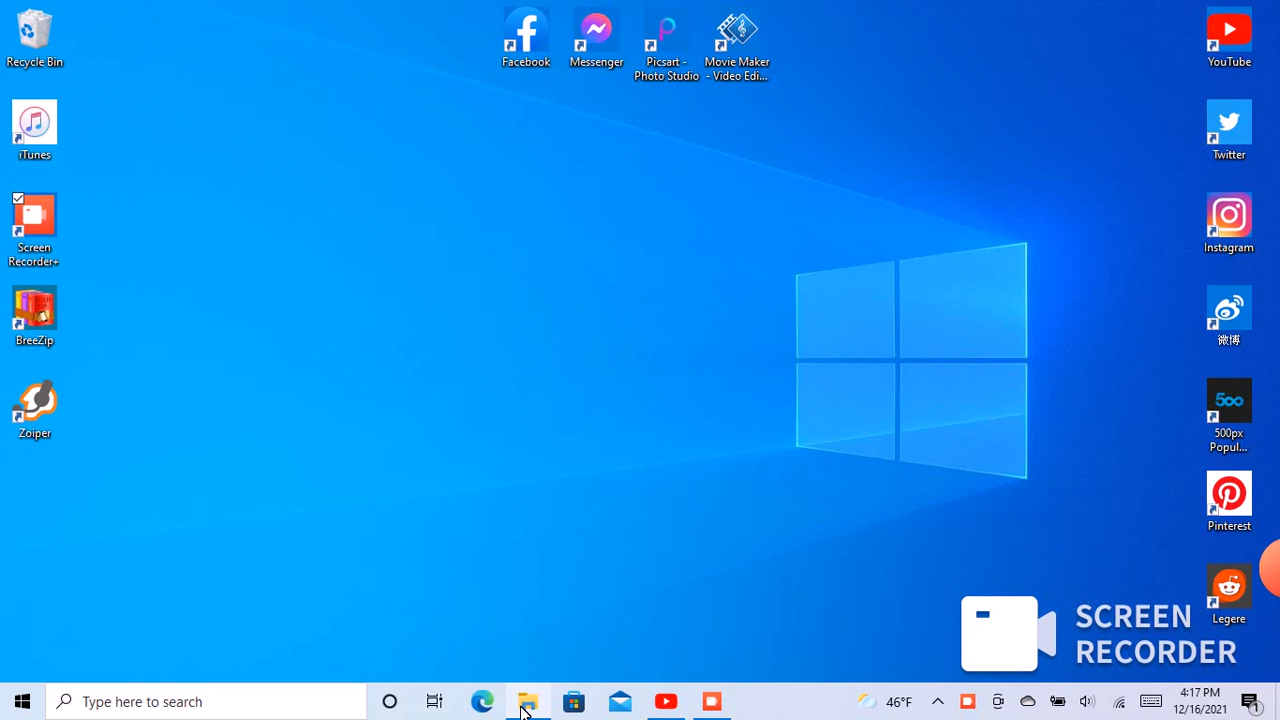 Recycle Bin
iTunes
Screen
Recorder+
BreeZip
Zoiper
Facebook
Messenger
Picsart -
Photo Studio
Movie Maker
- Video Edi...
YouTube
Twitter
Instagram
微博
500
500px
Popul...
Pinterest
Legere
SCREEN
RECORDER
Type here to search
46°F
4:17 PM
12/16/2021
1